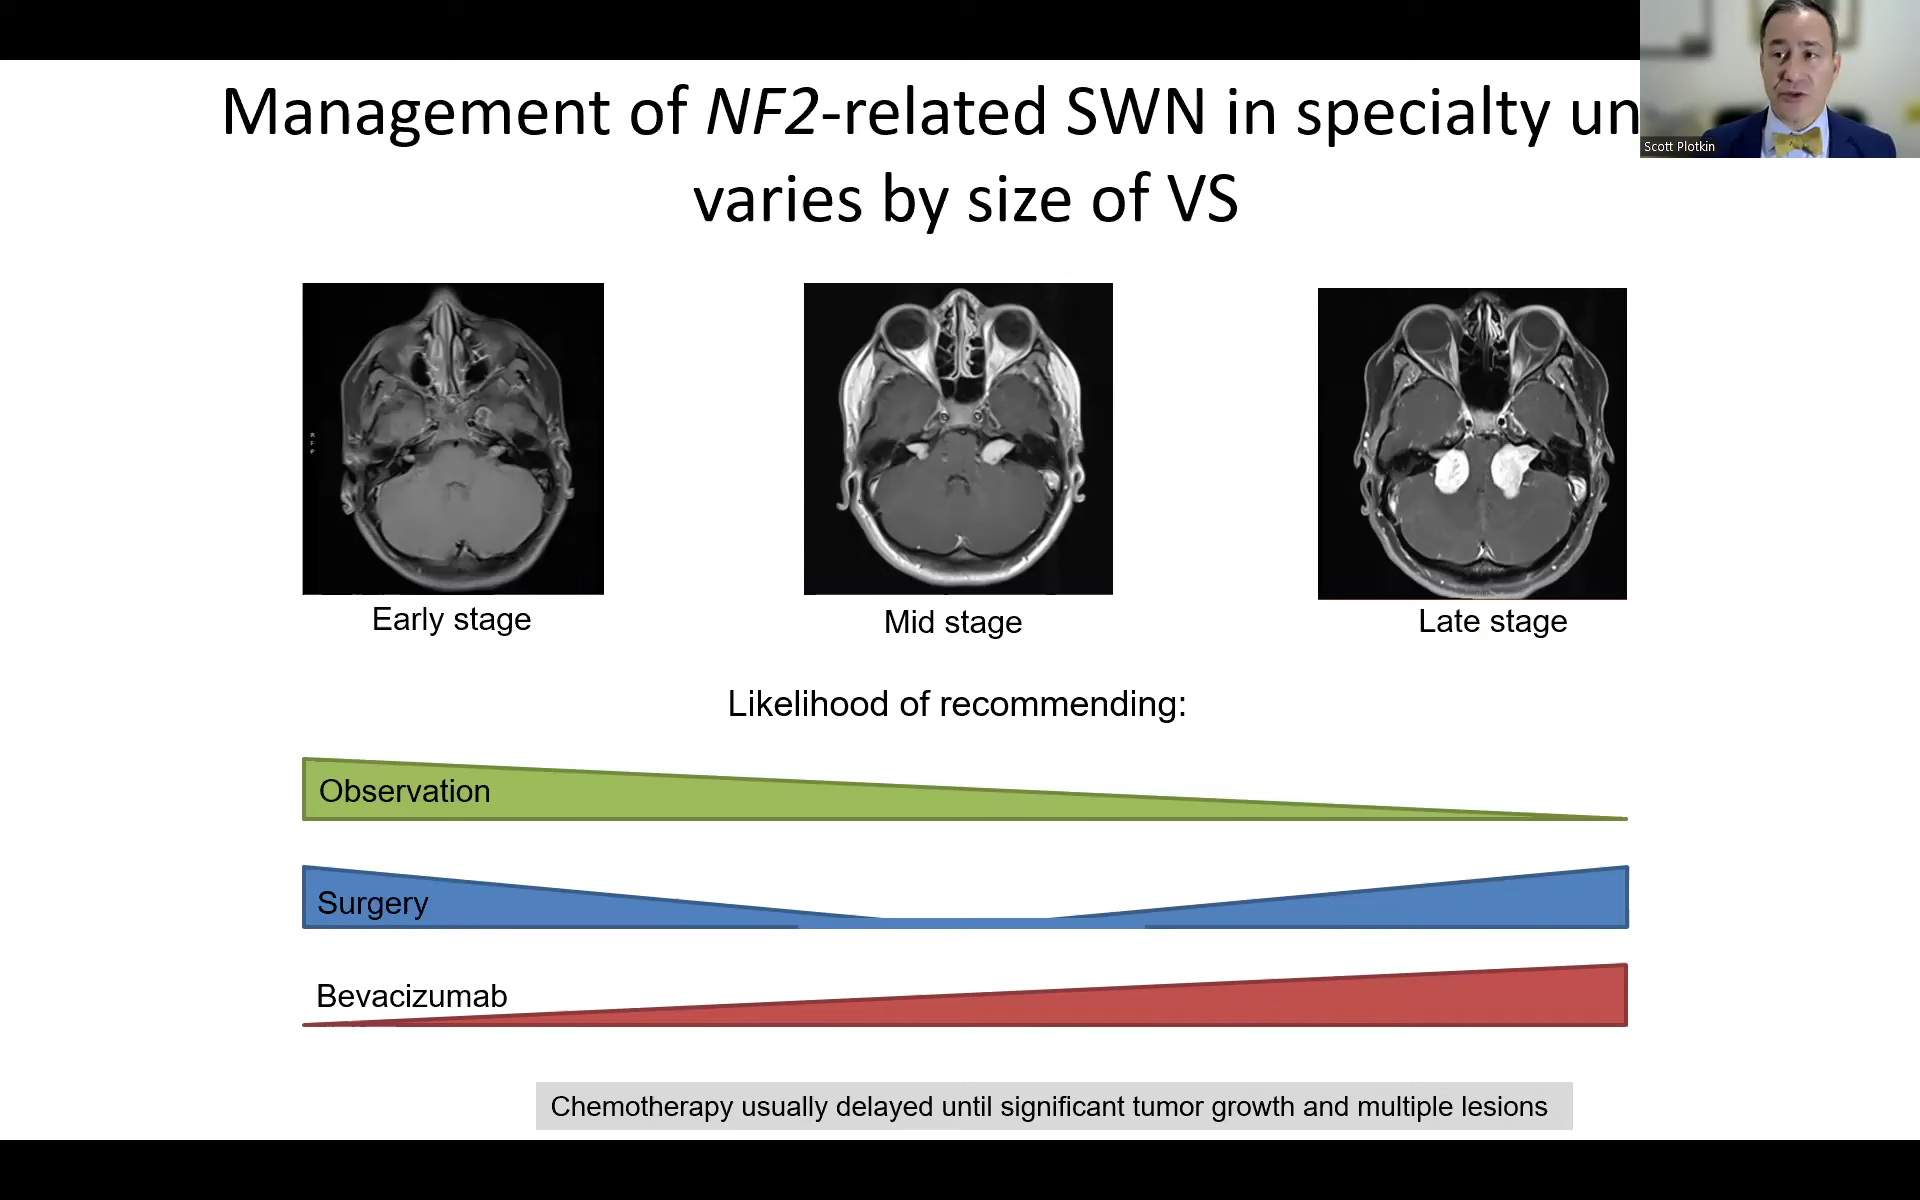 Management of NF2-related SWN in specialty un
varies by size of VS
Scott Plotkin
Early stage
Mid stage
Late stage
Likelihood of recommending:
Observation
Surgery
Bevacizumab
Chemotherapy usually delayed until significant tumor growth and multiple lesions